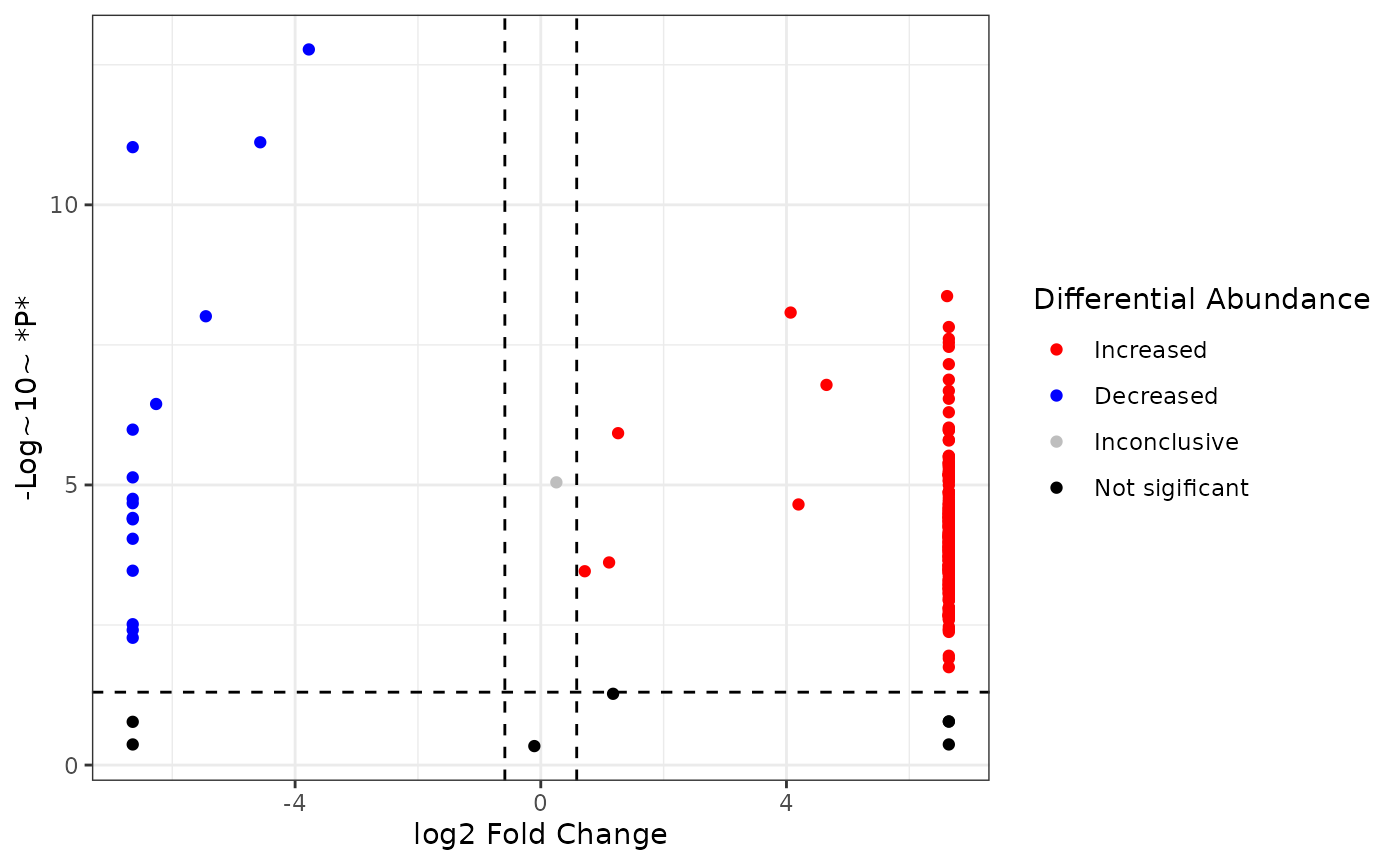 10
5
0
-4
0
4
-Log~10~ *P*
log2 Fold Change
Differential Abundance
Increased
Decreased
Inconclusive
Not sigificant